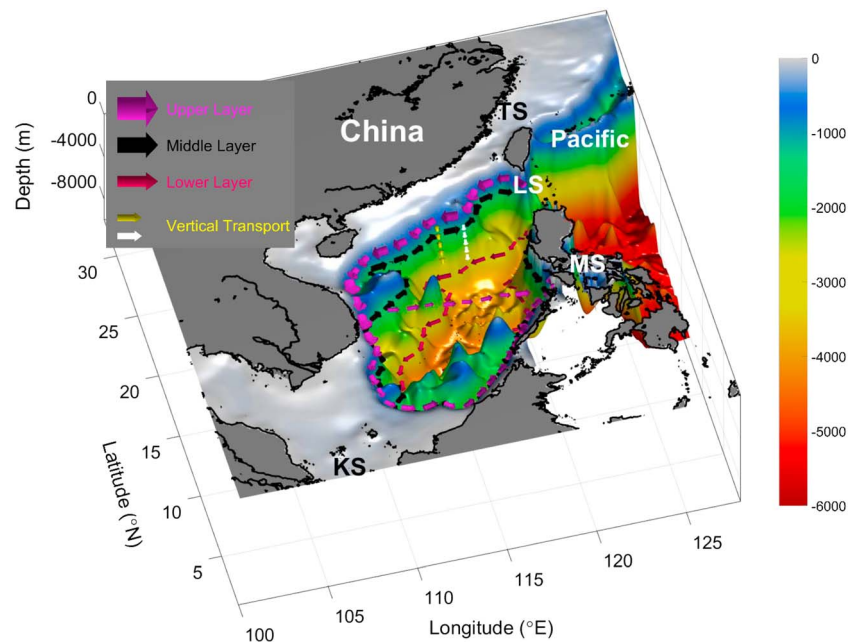 Upper Layer
Middle Layer
Lower Layer
Vertical Transport
China
TS
Pacific
LS
MS
KS
Depth (m)
0
-4000
-8000
Latitude (°N)
30
25
20
15
10
5
Longitude (°E)
100
105
110
115
120
125
0
-1000
-2000
-3000
-4000
-5000
-6000